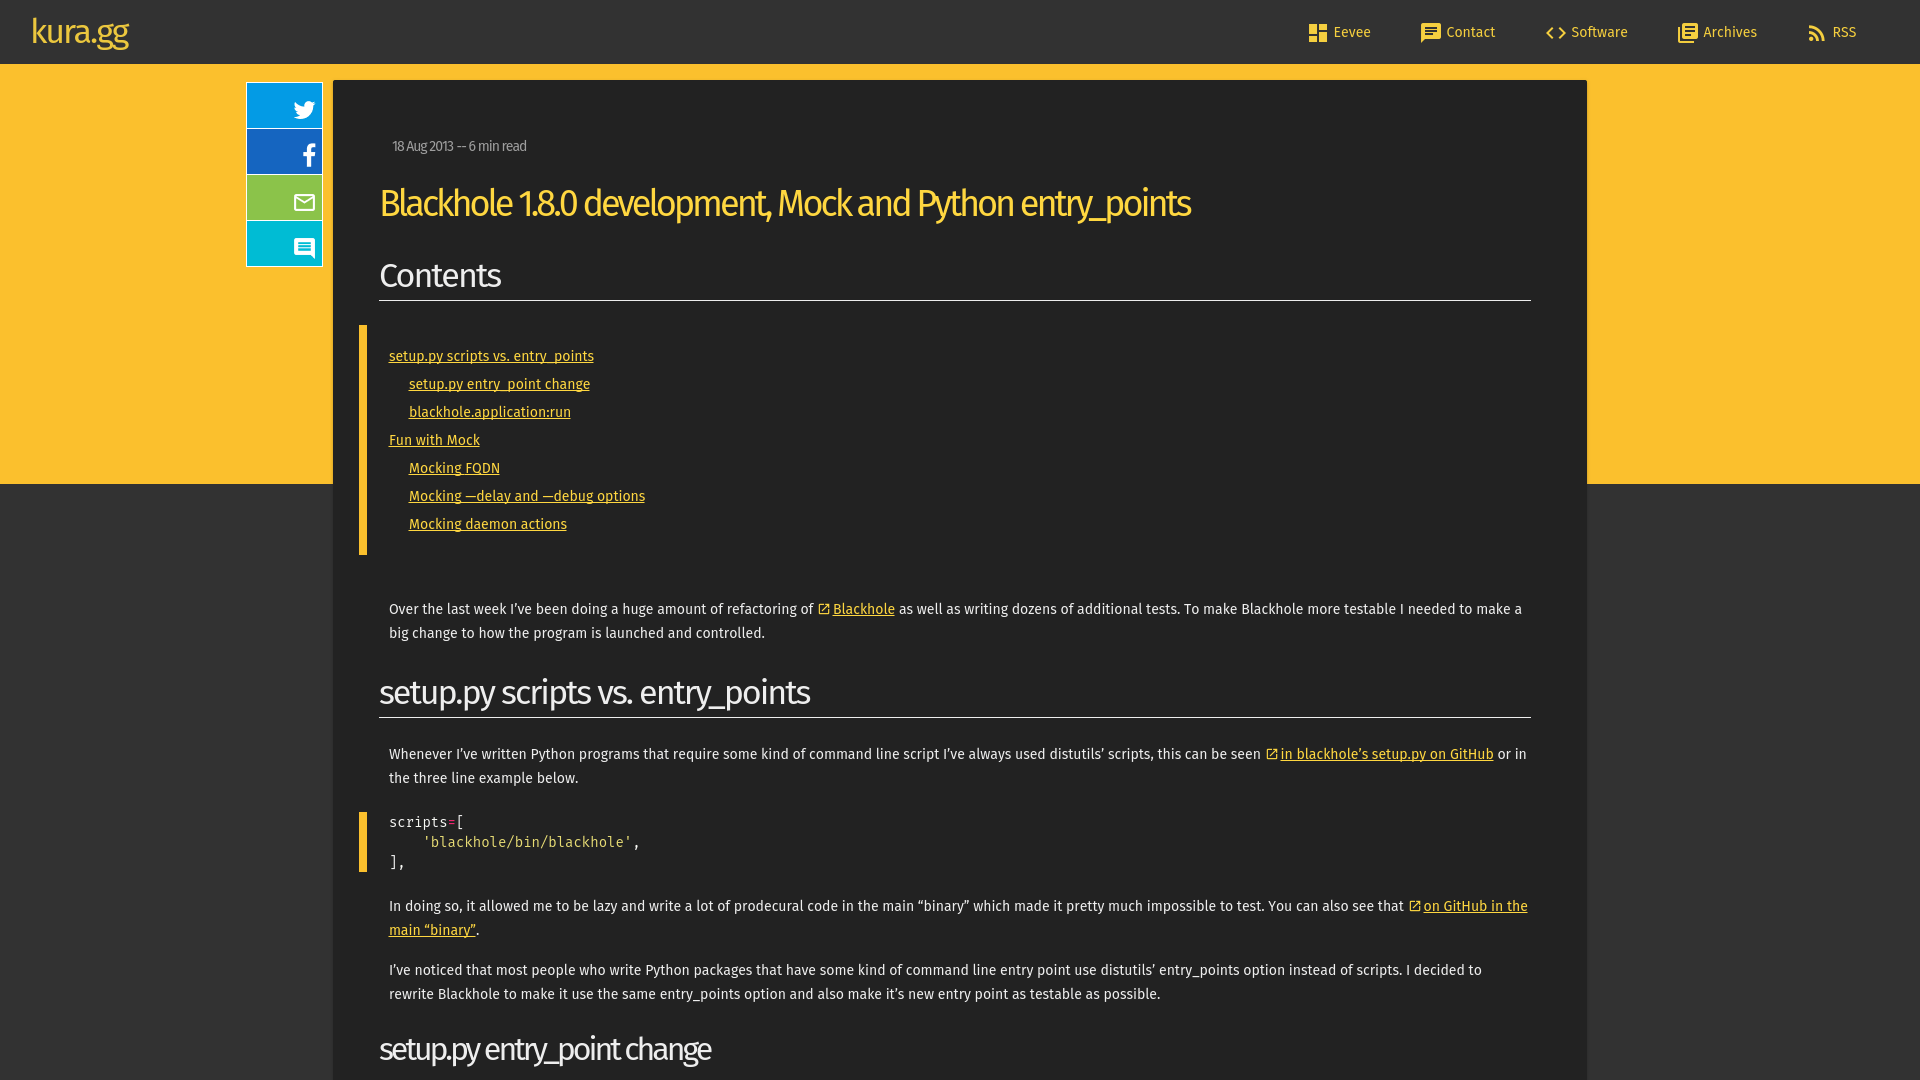 kura.gg
Eevee
Contact
Software
Archives
RSS
18 Aug 2013 -- 6 min read
Blackhole 1.8.0 development, Mock and Python entry_points
Contents
setup.py scripts vs. entry_points
setup.py entry_point change
blackhole.application:run
Fun with Mock
Mocking FQDN
Mocking —delay and —debug options
Mocking daemon actions
Over the last week I’ve been doing a huge amount of refactoring of Blackhole as well as writing dozens of additional tests. To make Blackhole more testable I needed to make a
big change to how the program is launched and controlled.
setup.py scripts vs. entry_points
Whenever I’ve written Python programs that require some kind of command line script I’ve always used distutils’ scripts, this can be seen in blackhole’s setup.py on GitHub or in
the three line example below.
scripts=[
    'blackhole/bin/blackhole',
],
In doing so, it allowed me to be lazy and write a lot of prodecural code in the main “binary” which made it pretty much impossible to test. You can also see that on GitHub in the
main “binary”.
I’ve noticed that most people who write Python packages that have some kind of command line entry point use distutils’ entry_points option instead of scripts. I decided to
rewrite Blackhole to make it use the same entry_points option and also make it’s new entry point as testable as possible.
setup.py entry_point change